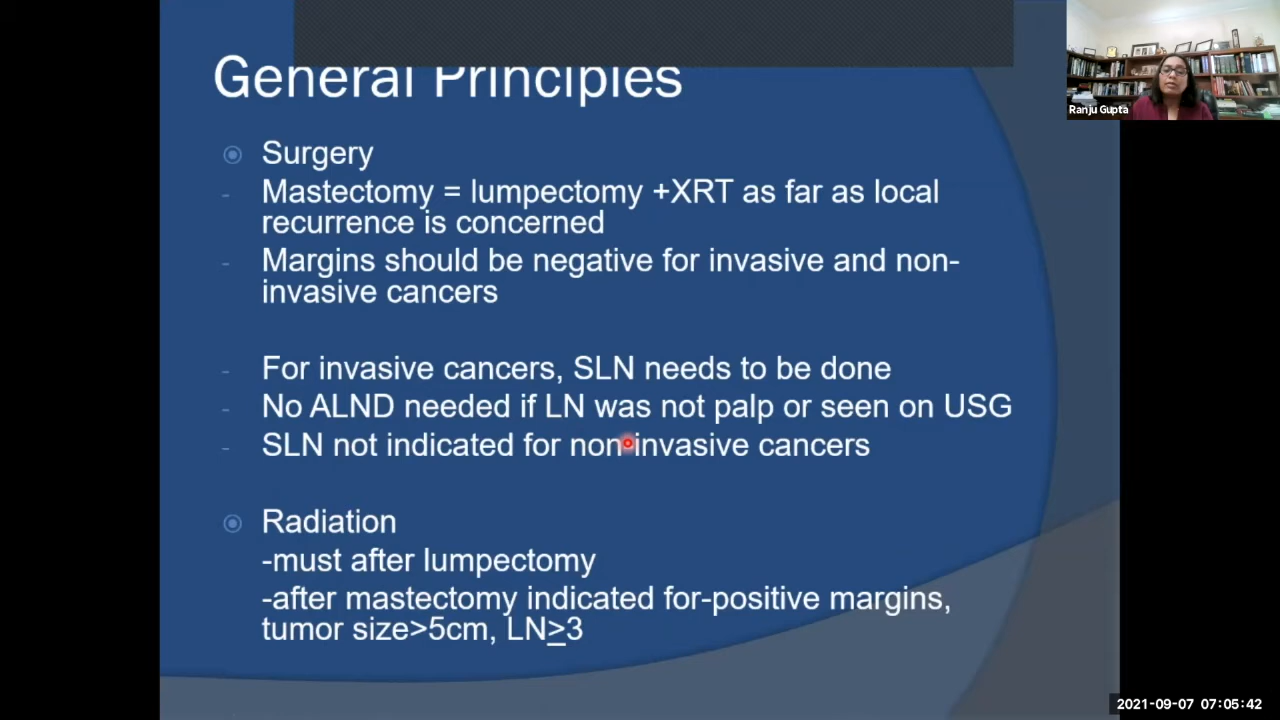 General Principles
Surgery
- Mastectomy = lumpectomy +XRT as far as local
recurrence is concerned
- Margins should be negative for invasive and non-
invasive cancers
- For invasive cancers, SLN needs to be done
- No ALND needed if LN was not palp or seen on USG
- SLN not indicated for non-invasive cancers
Radiation
-must after lumpectomy
-after mastectomy indicated for-positive margins,
tumor size>5cm, LN≥3
Ranju Gupta
2021-09-07 07:05:42